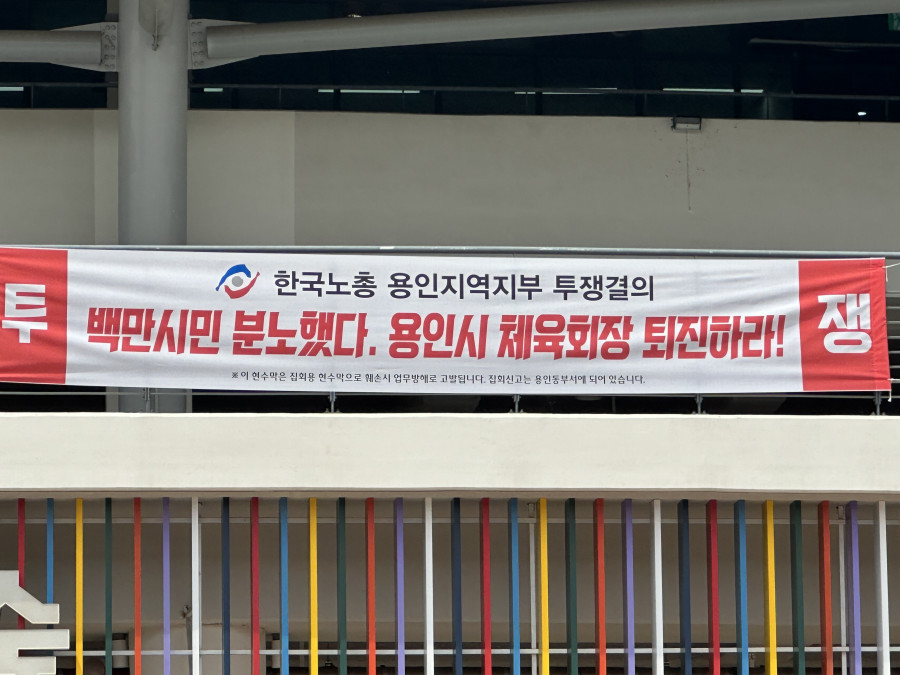 한국노총 용인지역지부 투쟁결의
투
백만시민 분노했다. 용인시 체육회장 퇴진하라!
쟁
※ 이 현수막은 집회용 현수막으로 훼손시 업무방해로 고발됩니다. 집회신고는 용인동부서에 되어 있습니다.